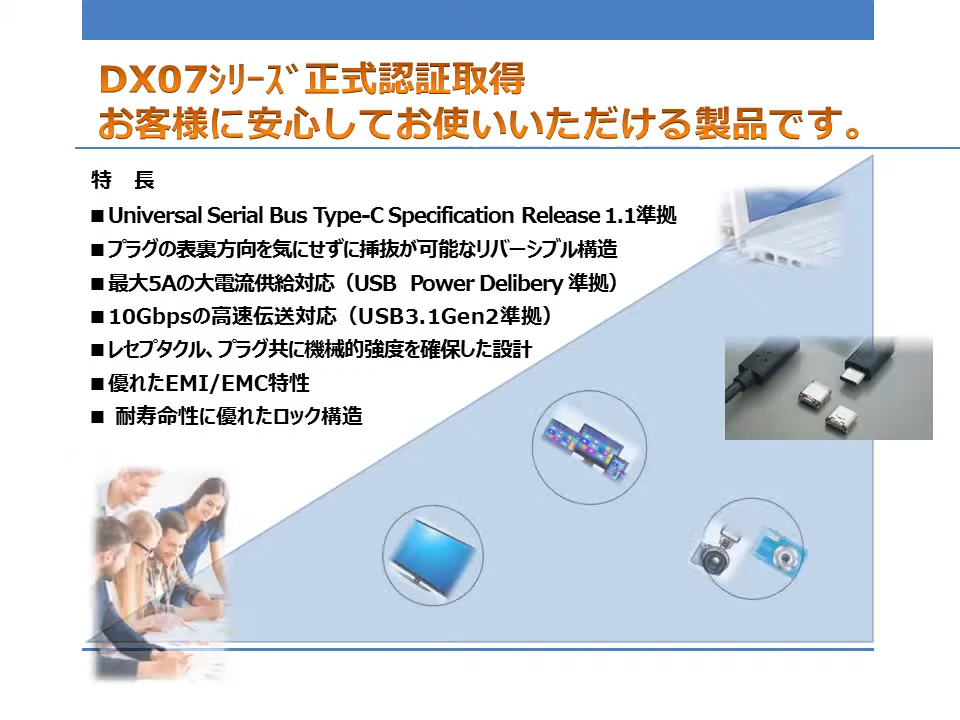 DX07ｼﾘｰｽﾞ正式認証取得
お客様に安心してお使いいただける製品です。
特　長
■Universal Serial Bus Type-C Specification Release 1.1準拠
■プラグの表裏方向を気にせずに挿抜が可能なリバーシブル構造
■最大5Aの大電流供給対応（USB Power Delibery 準拠）
■10Gbpsの高速伝送対応（USB3.1Gen2準拠）
■レセプタクル、プラグ共に機械的強度を確保した設計
■優れたEMI/EMC特性
■ 耐寿命性に優れたロック構造